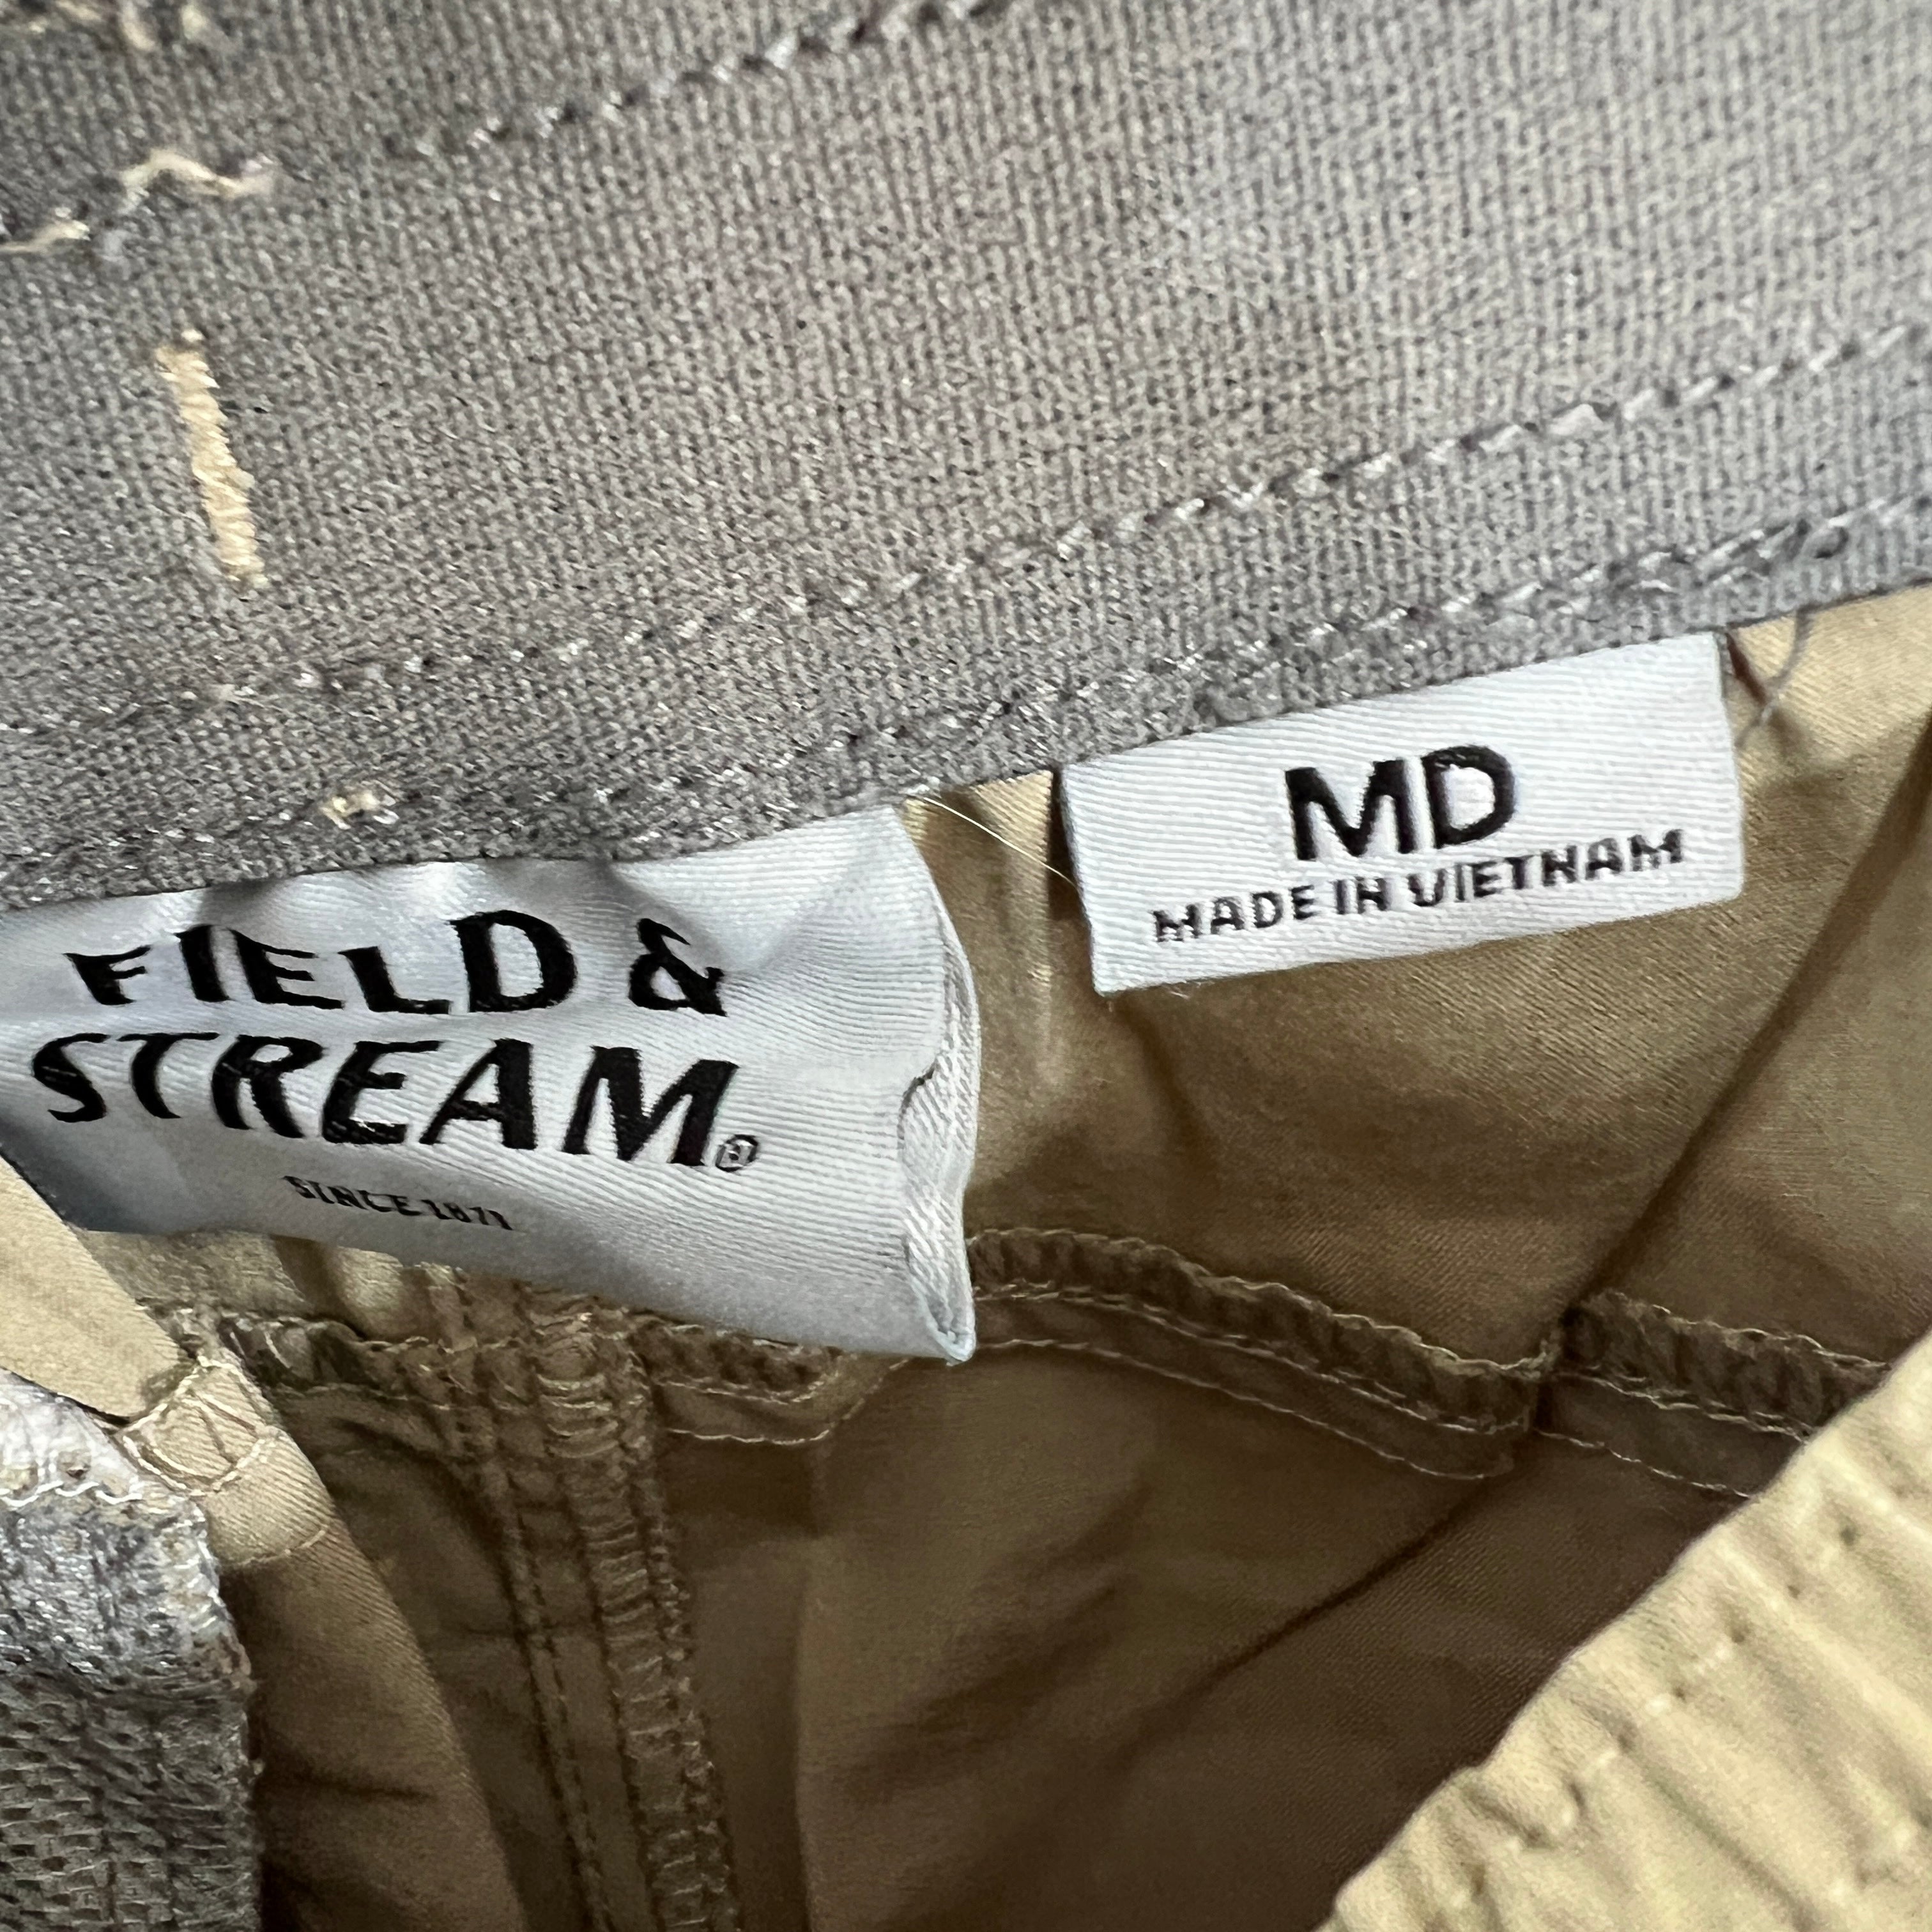 FIELD &
STREAM®
SINCE 1871
MD
MADE IN VIETNAM